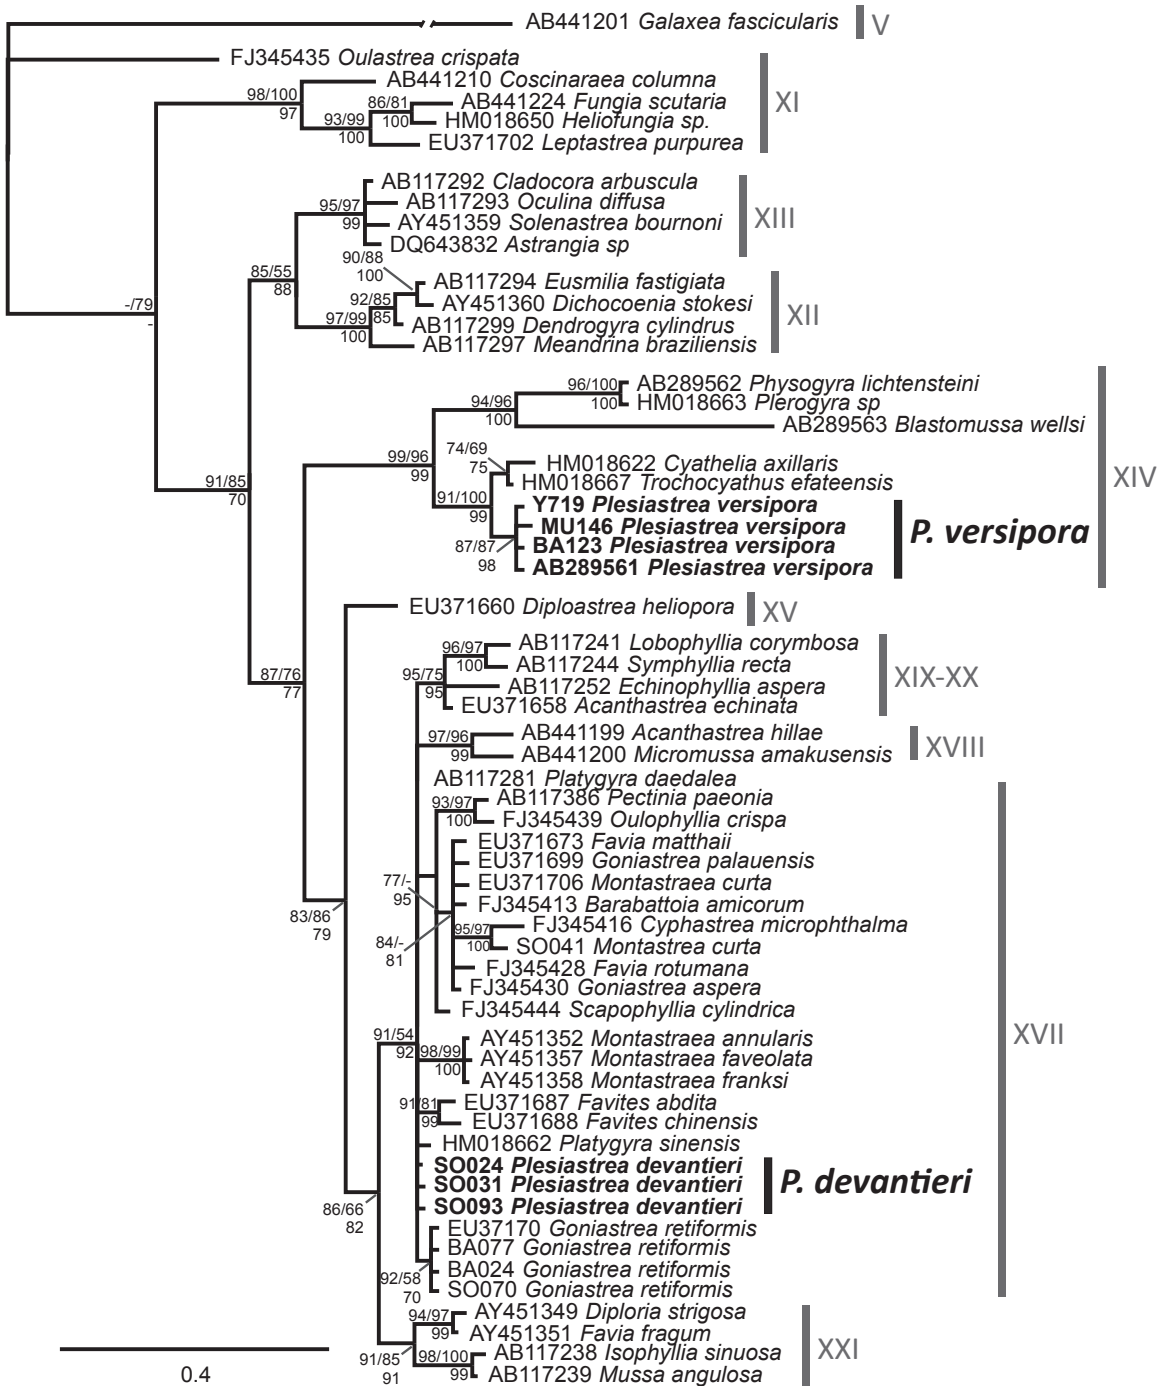 AB441201 Galaxea fascicularis
V
FJ345435 Oulastrea crispata
AB441210 Coscinaraea columna
98/100
97
86/81
100
AB441224 Fungia scutaria
XI
93/99
100
HM018650 Heliofungia sp.
EU371702 Leptastrea purpurea
AB117292 Cladocora arbuscula
95/97
99
AB117293 Oculina diffusa
AY451359 Solenastrea bournoni
XIII
DQ643832 Astrangia sp
90/88
100
85/55
88
AB117294 Eusmilia fastigiata
92/85
85
AY451360 Dichocoenia stokesi
XII
-/79
-
97/99
100
AB117299 Dendrogyra cylindrus
AB117297 Meandrina braziliensis
96/100
100
AB289562 Physogyra lichtensteini
HM018663 Plerogyra sp
94/96
100
AB289563 Blastomussa wellsi
74/69
75
99/96
99
HM018622 Cyathelia axillaris
XIV
91/85
70
HM018667 Trochocyathus efateensis
91/100
99
Y719 Plesiastrea versipora
MU146 Plesiastrea versipora
P. versipora
87/87
98
BA123 Plesiastrea versipora
AB289561 Plesiastrea versipora
EU371660 Diploastrea heliopora
XV
96/97
100
AB117241 Lobophyllia corymbosa
AB117244 Symphyllia recta
87/76
77
95/75
95
AB117252 Echinophyllia aspera
XIX-XX
EU371658 Acanthastrea echinata
97/96
99
AB441199 Acanthastrea hillae
XVIII
AB441200 Micromussa amakusensis
AB117281 Platygyra daedalea
93/97
100
AB117386 Pectinia paeonia
FJ345439 Oulophyllia crispa
EU371673 Favia matthaii
EU371699 Goniastrea palauensis
77/-
95
EU371706 Montastraea curta
FJ345413 Barabattoia amicorum
83/86
79
95/97
100
FJ345416 Cyphastrea microphthalma
84/-
81
SO041 Montastrea curta
FJ345428 Favia rotumana
FJ345430 Goniastrea aspera
FJ345444 Scapophyllia cylindrica
XVII
91/54
92
AY451352 Montastraea annularis
98/99
100
AY451357 Montastraea faveolata
AY451358 Montastraea franksi
91/81
99
EU371687 Favites abdita
EU371688 Favites chinensis
HM018662 Platygyra sinensis
SO024 Plesiastrea devantieri
SO031 Plesiastrea devantieri
P. devantieri
SO093 Plesiastrea devantieri
86/66
82
EU37170 Goniastrea retiformis
BA077 Goniastrea retiformis
BA024 Goniastrea retiformis
92/58
70
SO070 Goniastrea retiformis
94/97
99
AY451349 Diploria strigosa
AY451351 Favia fragum
XXI
91/85
91
98/100
99
AB117238 Isophyllia sinuosa
AB117239 Mussa angulosa
0.4